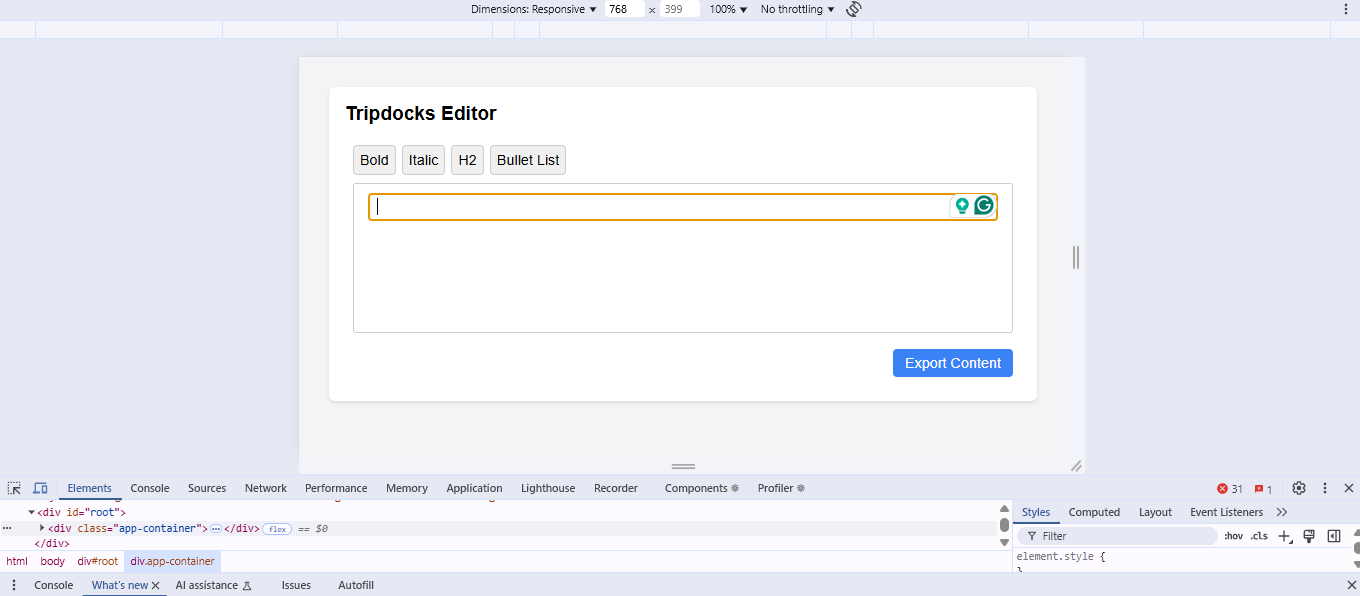 Dimensions: Responsive ▼ 768 × 399 100% ▼ No throttling ▼
Tripdocks Editor
Bold Italic H2 Bullet List
Export Content
Elements Console Sources Network Performance Memory Application Lighthouse Recorder Components Profiler 31 1
▼<div id="root">
▶<div class="app-container"> ⋯ </div> flex == $0
</div>
html body div#root div.app-container
Styles Computed Layout Event Listeners
Filter :hov .cls
element.style {
}
Console What's new AI assistance Issues Autofill